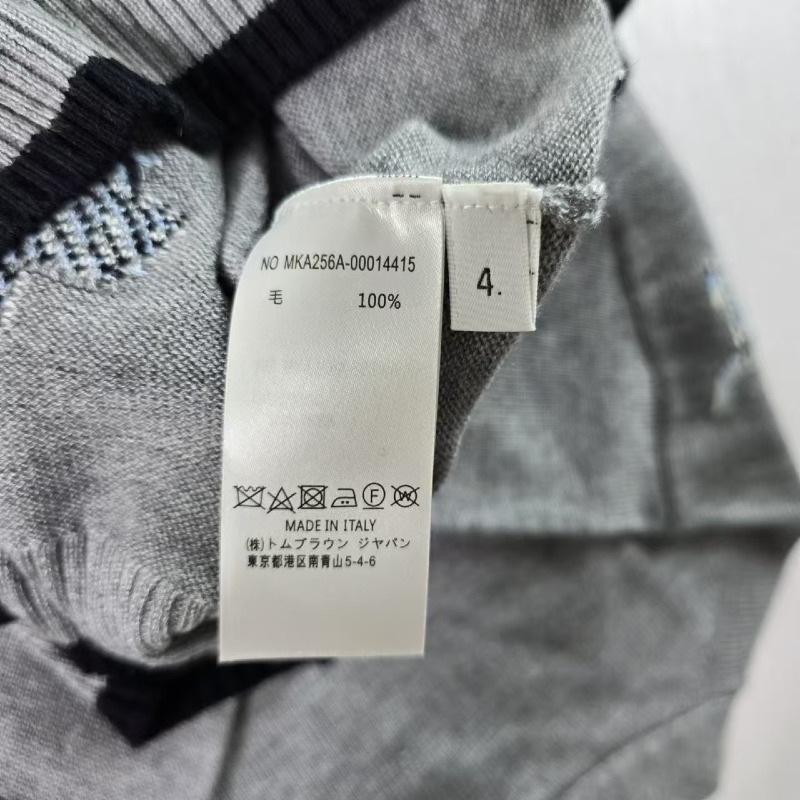 NO MKA256A-00014415
毛 100%
4.
MADE IN ITALY
(株)トムブラウン ジヤパン
東京都港区南青山5-4-6